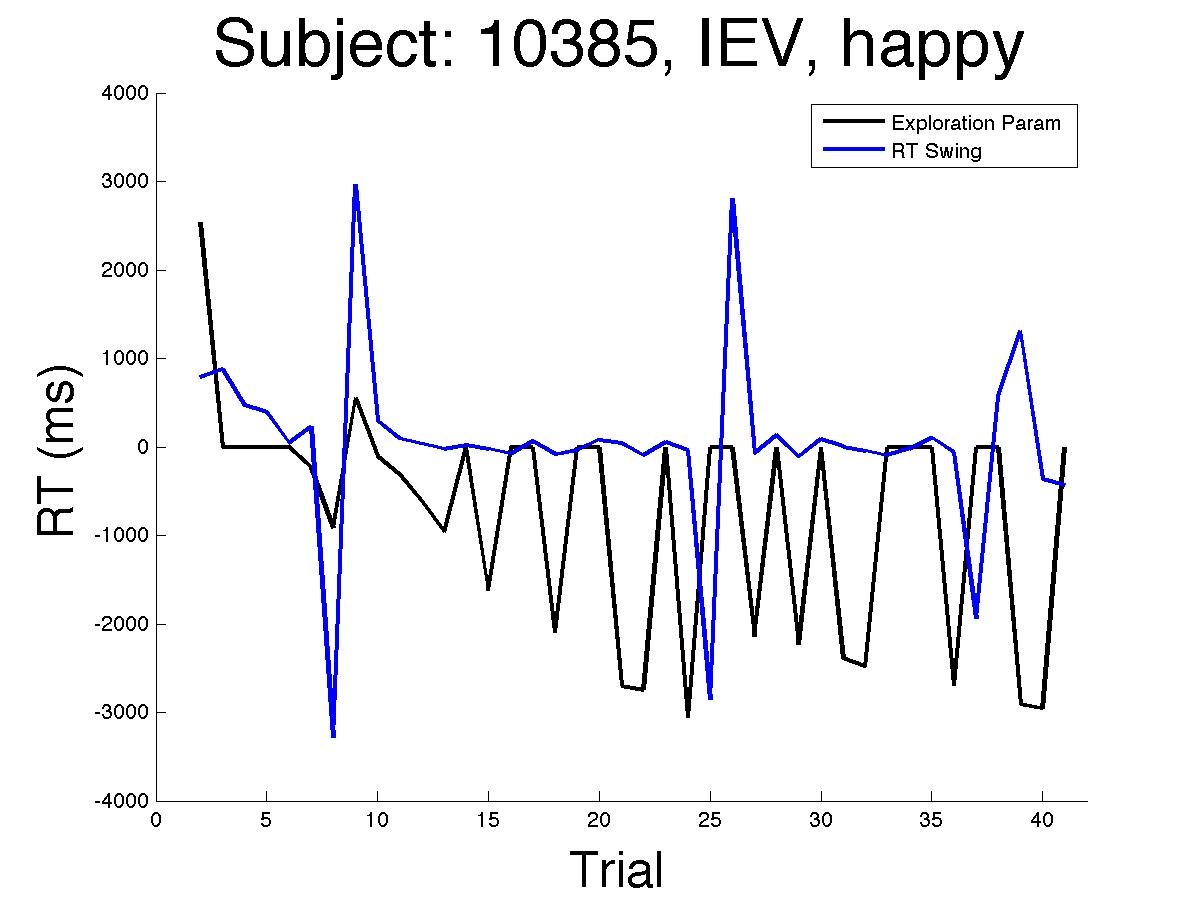 Subject: 10385, IEV, happy
4000
3000
2000
1000
0
-1000
-2000
-3000
-4000
RT (ms)
Exploration Param
RT Swing
0 5 10 15 20 25 30 35 40
Trial